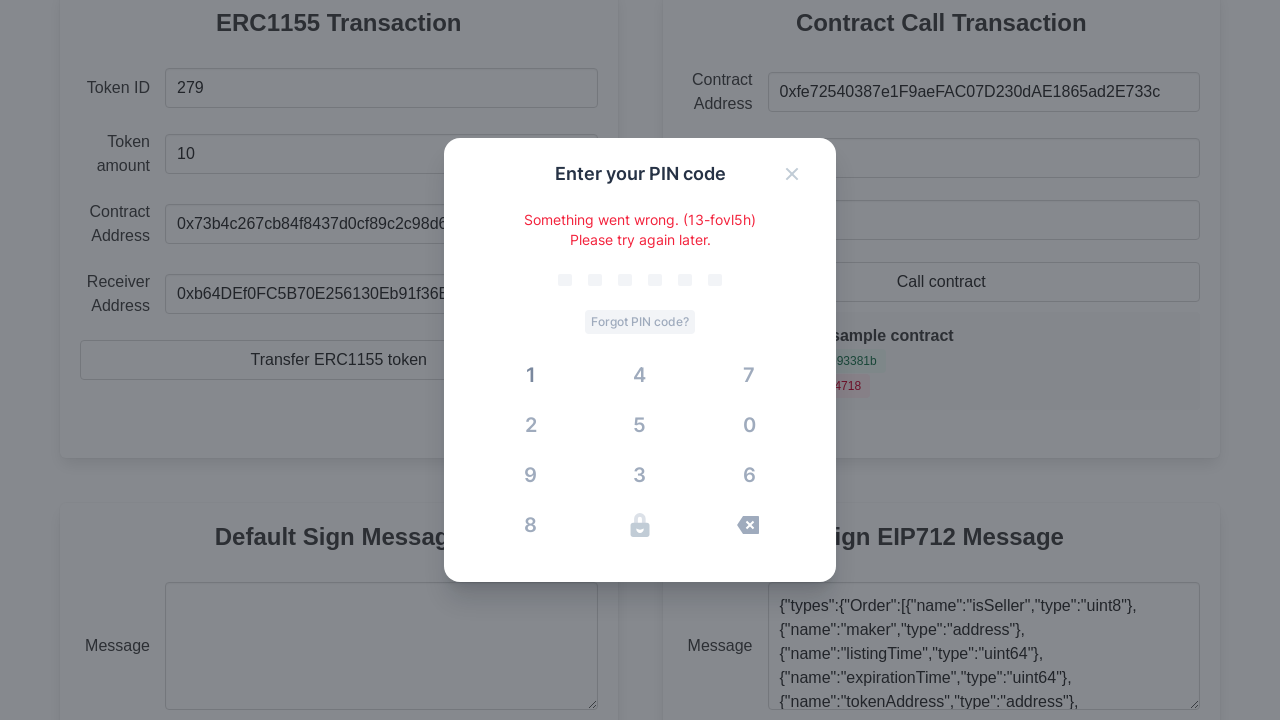 ERC1155 Transaction
Token ID
279
Token
amount
10
Contract
Address
0x73b4c267cb84f8437d0cf89c2c98d6
Receiver
Address
0xb64DEf0FC5B70E256130Eb91f36E
Transfer ERC1155 token
Contract Call Transaction
Contract
Address
0xfe72540387e1F9aeFAC07D230dAE1865ad2E733c
Call contract
sample contract
93381b
4718
Enter your PIN code
Something went wrong. (13-fovl5h)
Please try again later.
Forgot PIN code?
1 4 7
2 5 0
9 3 6
8
Default Sign Messag
Message
ign EIP712 Message
Message
{"types":{"Order":[{"name":"isSeller","type":"uint8"},
{"name":"maker","type":"address"},
{"name":"listingTime","type":"uint64"},
{"name":"expirationTime","type":"uint64"},
{"name":"tokenAddress","type":"address"},